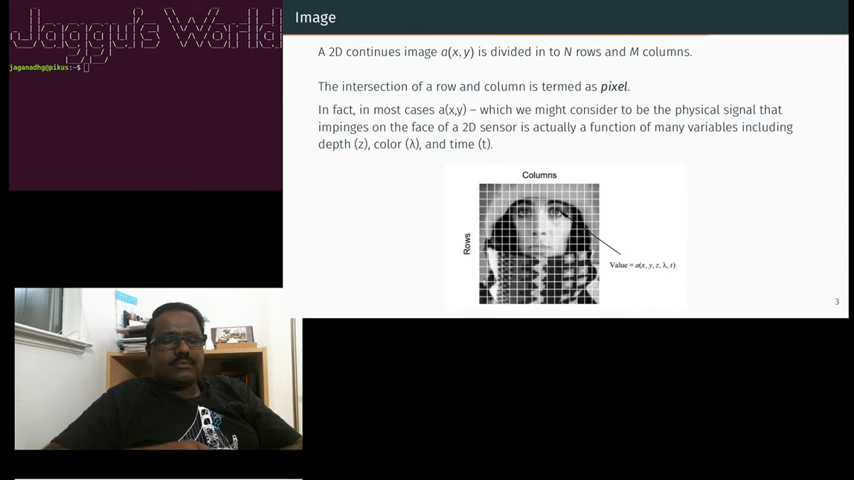 Jaggu's World
jaganadhg@pikus:~$
Image
A 2D continues image a(x, y) is divided in to N rows and M columns.
The intersection of a row and column is termed as pixel.
In fact, in most cases a(x,y) – which we might consider to be the physical signal that
impinges on the face of a 2D sensor is actually a function of many variables including
depth (z), color (λ), and time (t).
Columns
Rows
Value = a(x, y, z, λ, t)
3